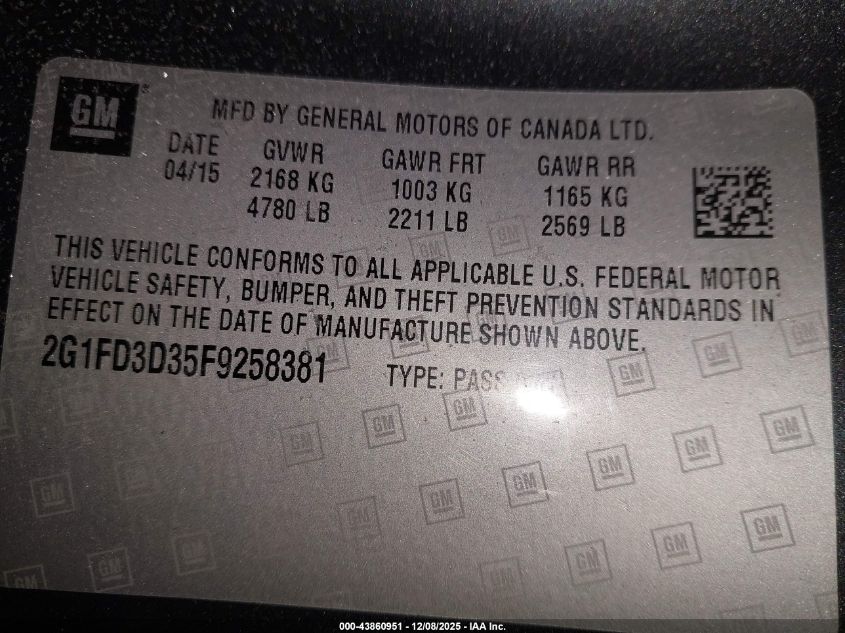 GM ®
MFD BY GENERAL MOTORS OF CANADA LTD.
DATE GVWR GAWR FRT GAWR RR
04/15 2168 KG 1003 KG 1165 KG
4780 LB 2211 LB 2569 LB
THIS VEHICLE CONFORMS TO ALL APPLICABLE U.S. FEDERAL MOTOR
VEHICLE SAFETY, BUMPER, AND THEFT PREVENTION STANDARDS IN
EFFECT ON THE DATE OF MANUFACTURE SHOWN ABOVE.
2G1FD3D35F9258381 TYPE:
000-43860951 - 12/08/2025 - IAA Inc.